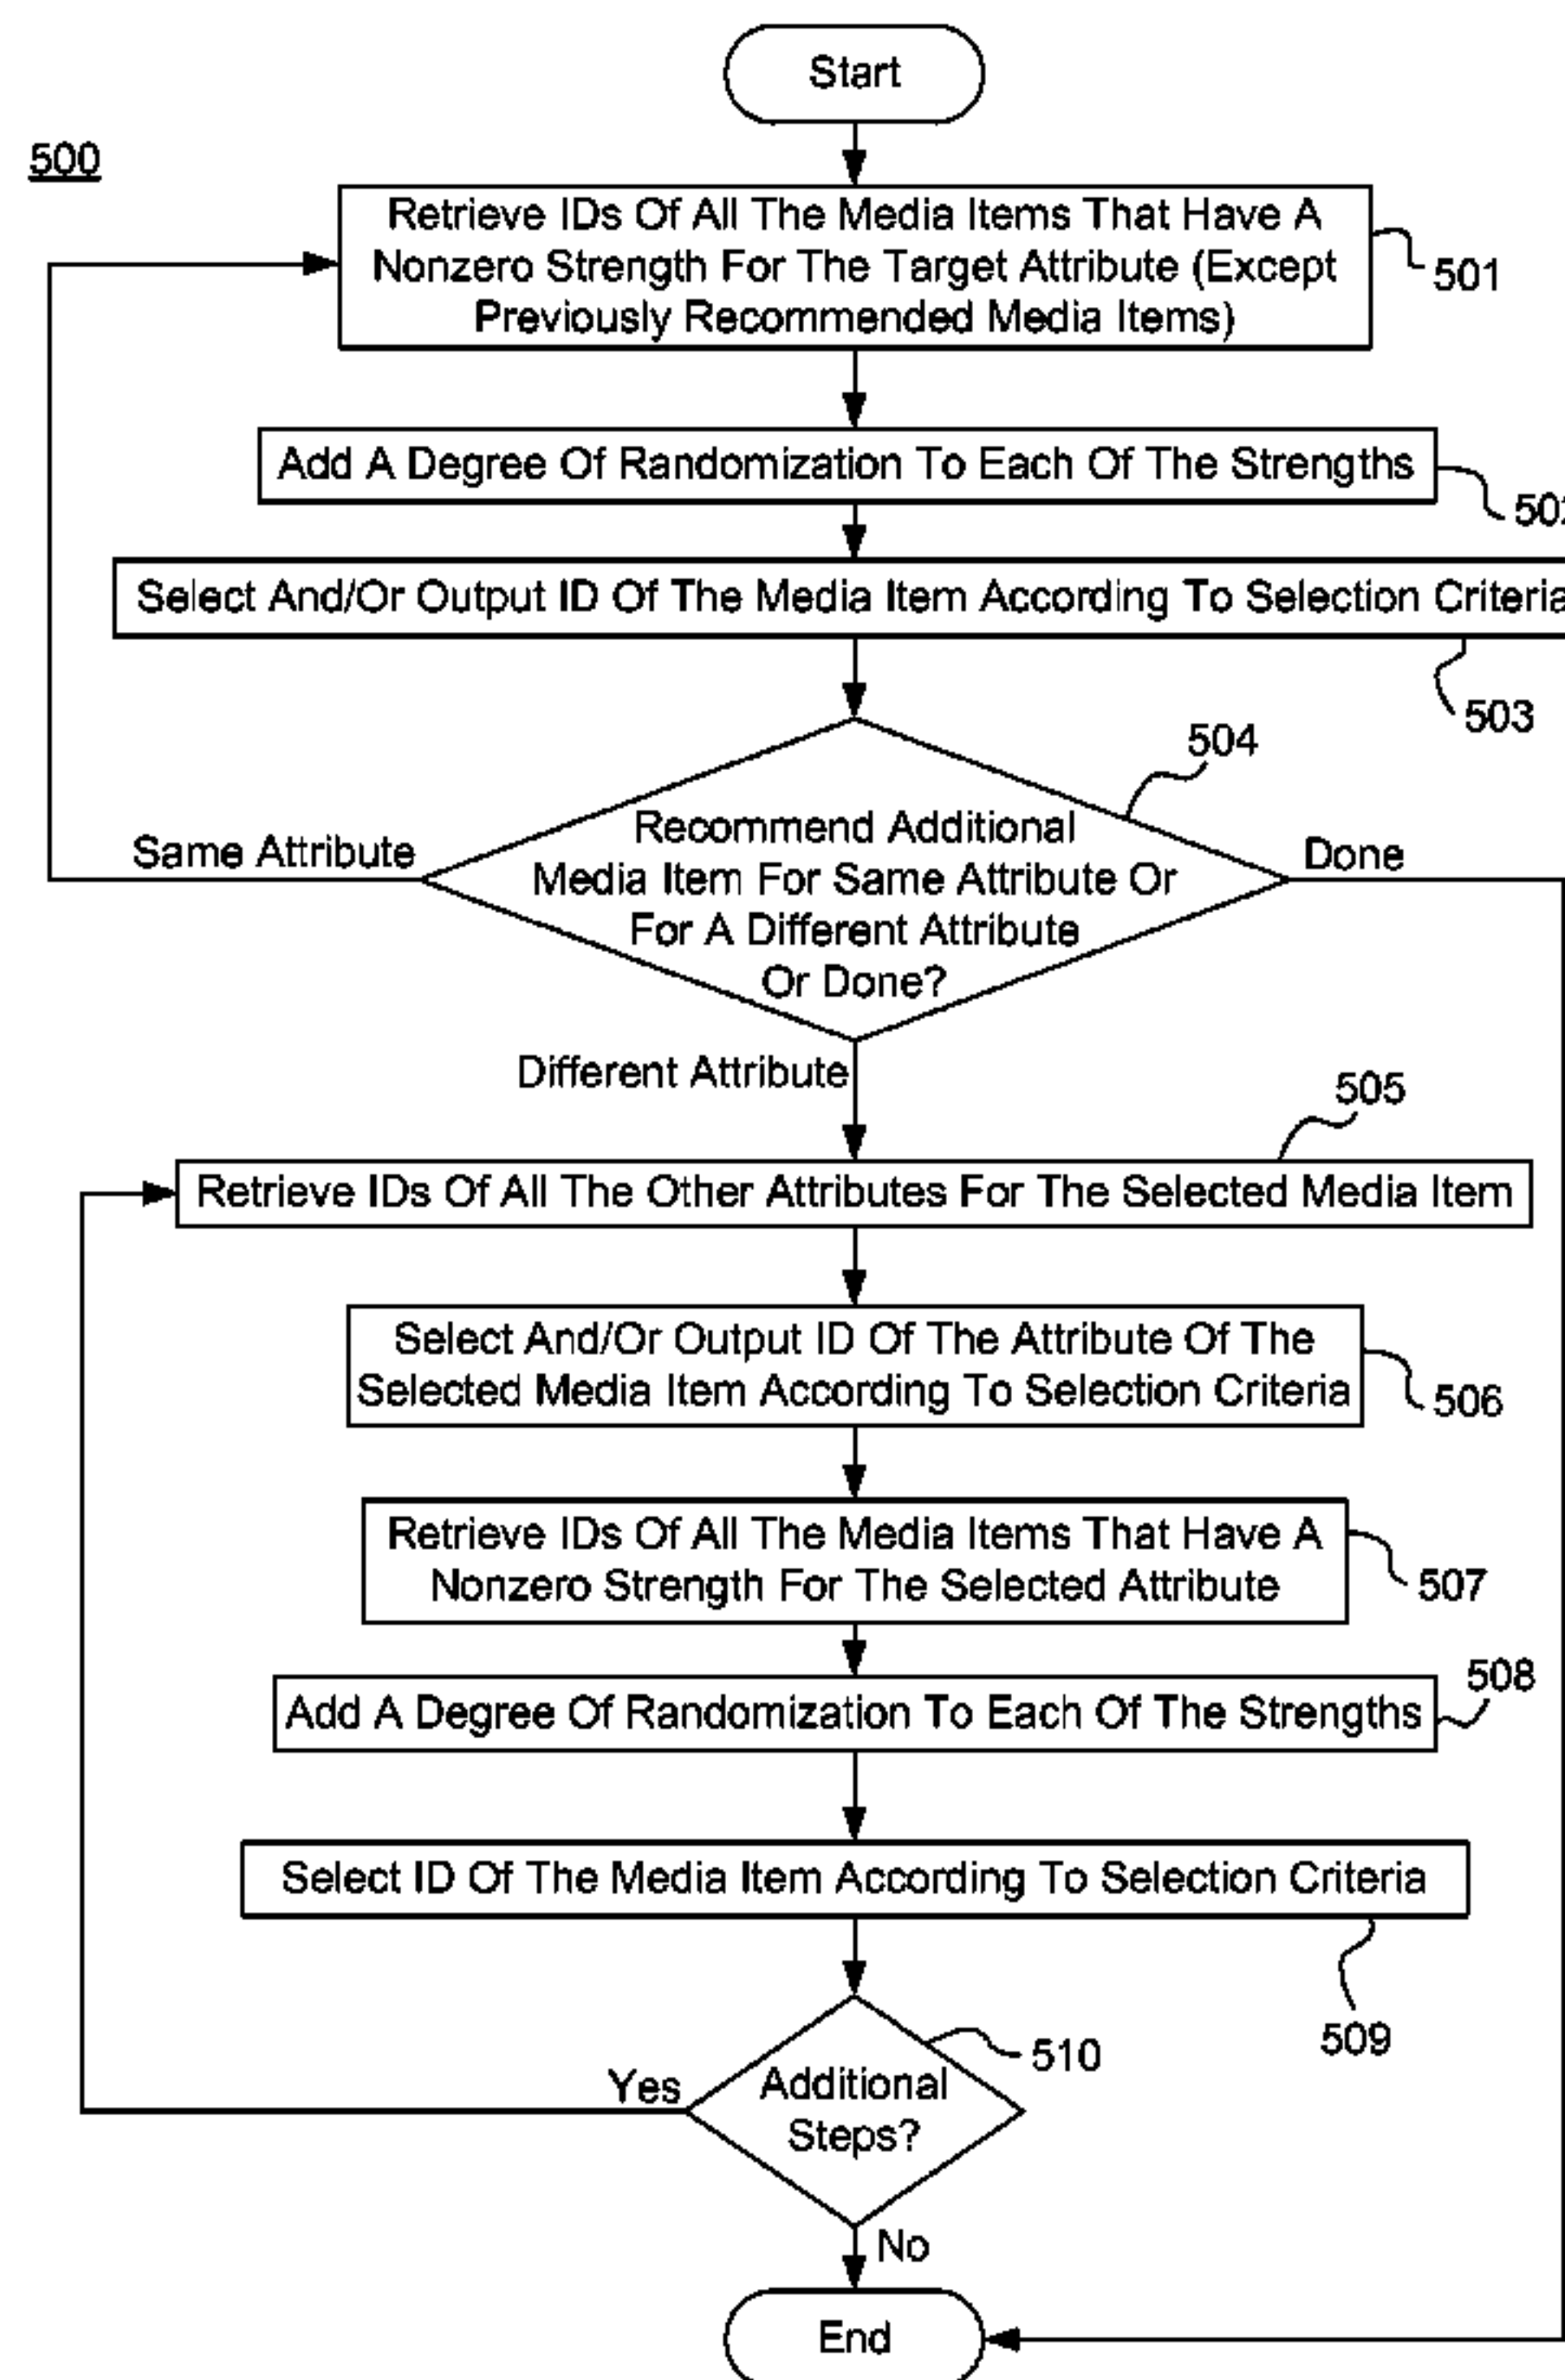 Start
500
Retrieve IDs Of All The Media Items That Have A
Nonzero Strength For The Target Attribute (Except
Previously Recommended Media Items)
501
Add A Degree Of Randomization To Each Of The Strengths
Select And/Or Output ID Of The Media Item According To Selection Criteria
503
504
Recommend Additional
Media Item For Same Attribute Or
For A Different Attribute
Or Done?
Same Attribute
Done
Different Attribute
505
Retrieve IDs Of All The Other Attributes For The Selected Media Item
Select And/Or Output ID Of The Attribute Of The
Selected Media Item According To Selection Criteria
506
Retrieve IDs Of All The Media Items That Have A
Nonzero Strength For The Selected Attribute
507
508
Add A Degree Of Randomization To Each Of The Strengths
Select ID Of The Media Item According To Selection Criteria
509
510
Additional
Steps?
Yes
No
End